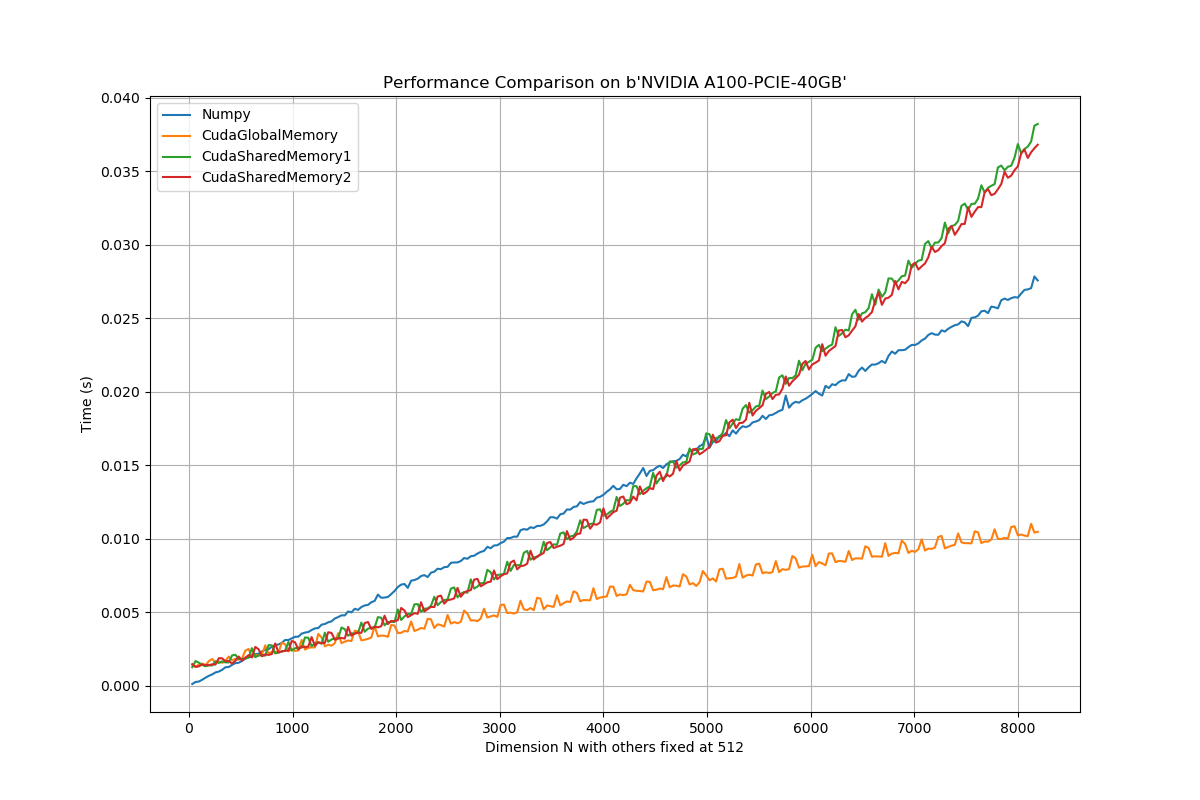 Performance Comparison on b'NVIDIA A100-PCIE-40GB'
Numpy
CudaGlobalMemory
CudaSharedMemory1
CudaSharedMemory2
0.040
0.035
0.030
0.025
0.020
0.015
0.010
0.005
0.000
Time (s)
0
1000
2000
3000
4000
5000
6000
7000
8000
Dimension N with others fixed at 512